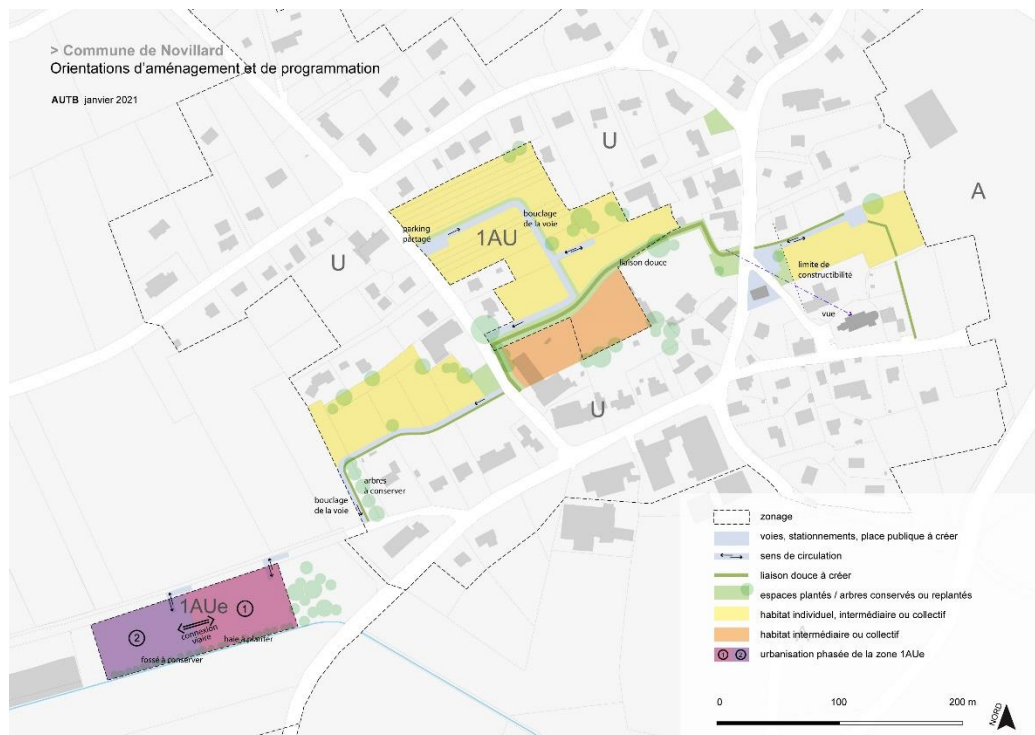 > Commune de Novillard
Orientations d'aménagement et de programmation
AUTB janvier 2021
U
A
bouclage
de la voie
parking
partagé
1AU
U
liaison douce
limite de
constructibilité
vue
U
arbres
à conserver
bouclage
de la voie
1AUe
1
2
connexion
viaire
haie à planter
fossé à conserver
zonage
voies, stationnements, place publique à créer
sens de circulation
liaison douce à créer
espaces plantés / arbres conservés ou replantés
habitat individuel, intermédiaire ou collectif
habitat intermédiaire ou collectif
1 2 urbanisation phasée de la zone 1AUe
0 100 200 m
NORD